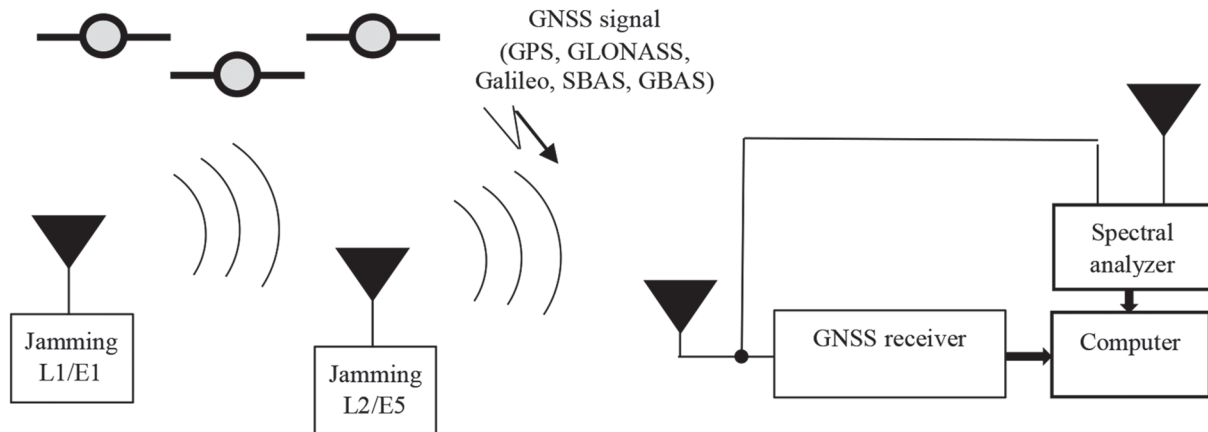 GNSS signal
(GPS, GLONASS,
Galileo, SBAS, GBAS)
Jamming
L1/E1
Jamming
L2/E5
GNSS receiver
Spectral
analyzer
Computer